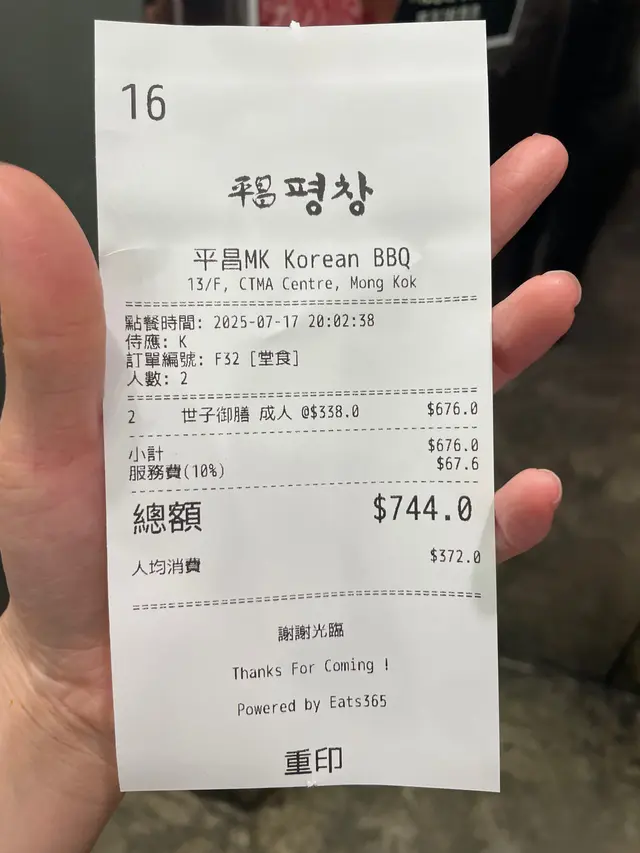 16
平昌 평창
平昌MK Korean BBQ
13/F, CTMA Centre, Mong Kok
點餐時間: 2025-07-17 20:02:38
侍應: K
訂單編號: F32 [堂食]
人數: 2
2 世子御膳 成人 @$338.0 $676.0
小計 $676.0
服務費(10%) $67.6
總額 $744.0
人均消費 $372.0
謝謝光臨
Thanks For Coming !
Powered by Eats365
重印